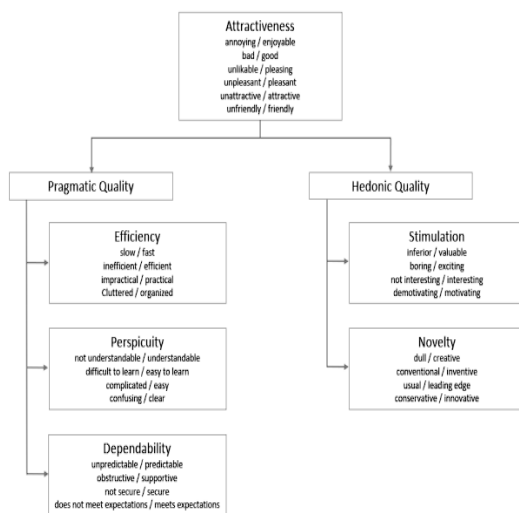 Attractiveness
annoying / enjoyable
bad / good
unlikable / pleasing
unpleasant / pleasant
unattractive / attractive
unfriendly / friendly
Pragmatic Quality
Efficiency
slow / fast
inefficient / efficient
impractical / practical
Cluttered / organized
Perspicuity
not understandable / understandable
difficult to learn / easy to learn
complicated / easy
confusing / clear
Dependability
unpredictable / predictable
obstructive / supportive
not secure / secure
does not meet expectations / meets expectations
Hedonic Quality
Stimulation
inferior / valuable
boring / exciting
not interesting / interesting
demotivating / motivating
Novelty
dull / creative
conventional / inventive
usual / leading edge
conservative / innovative